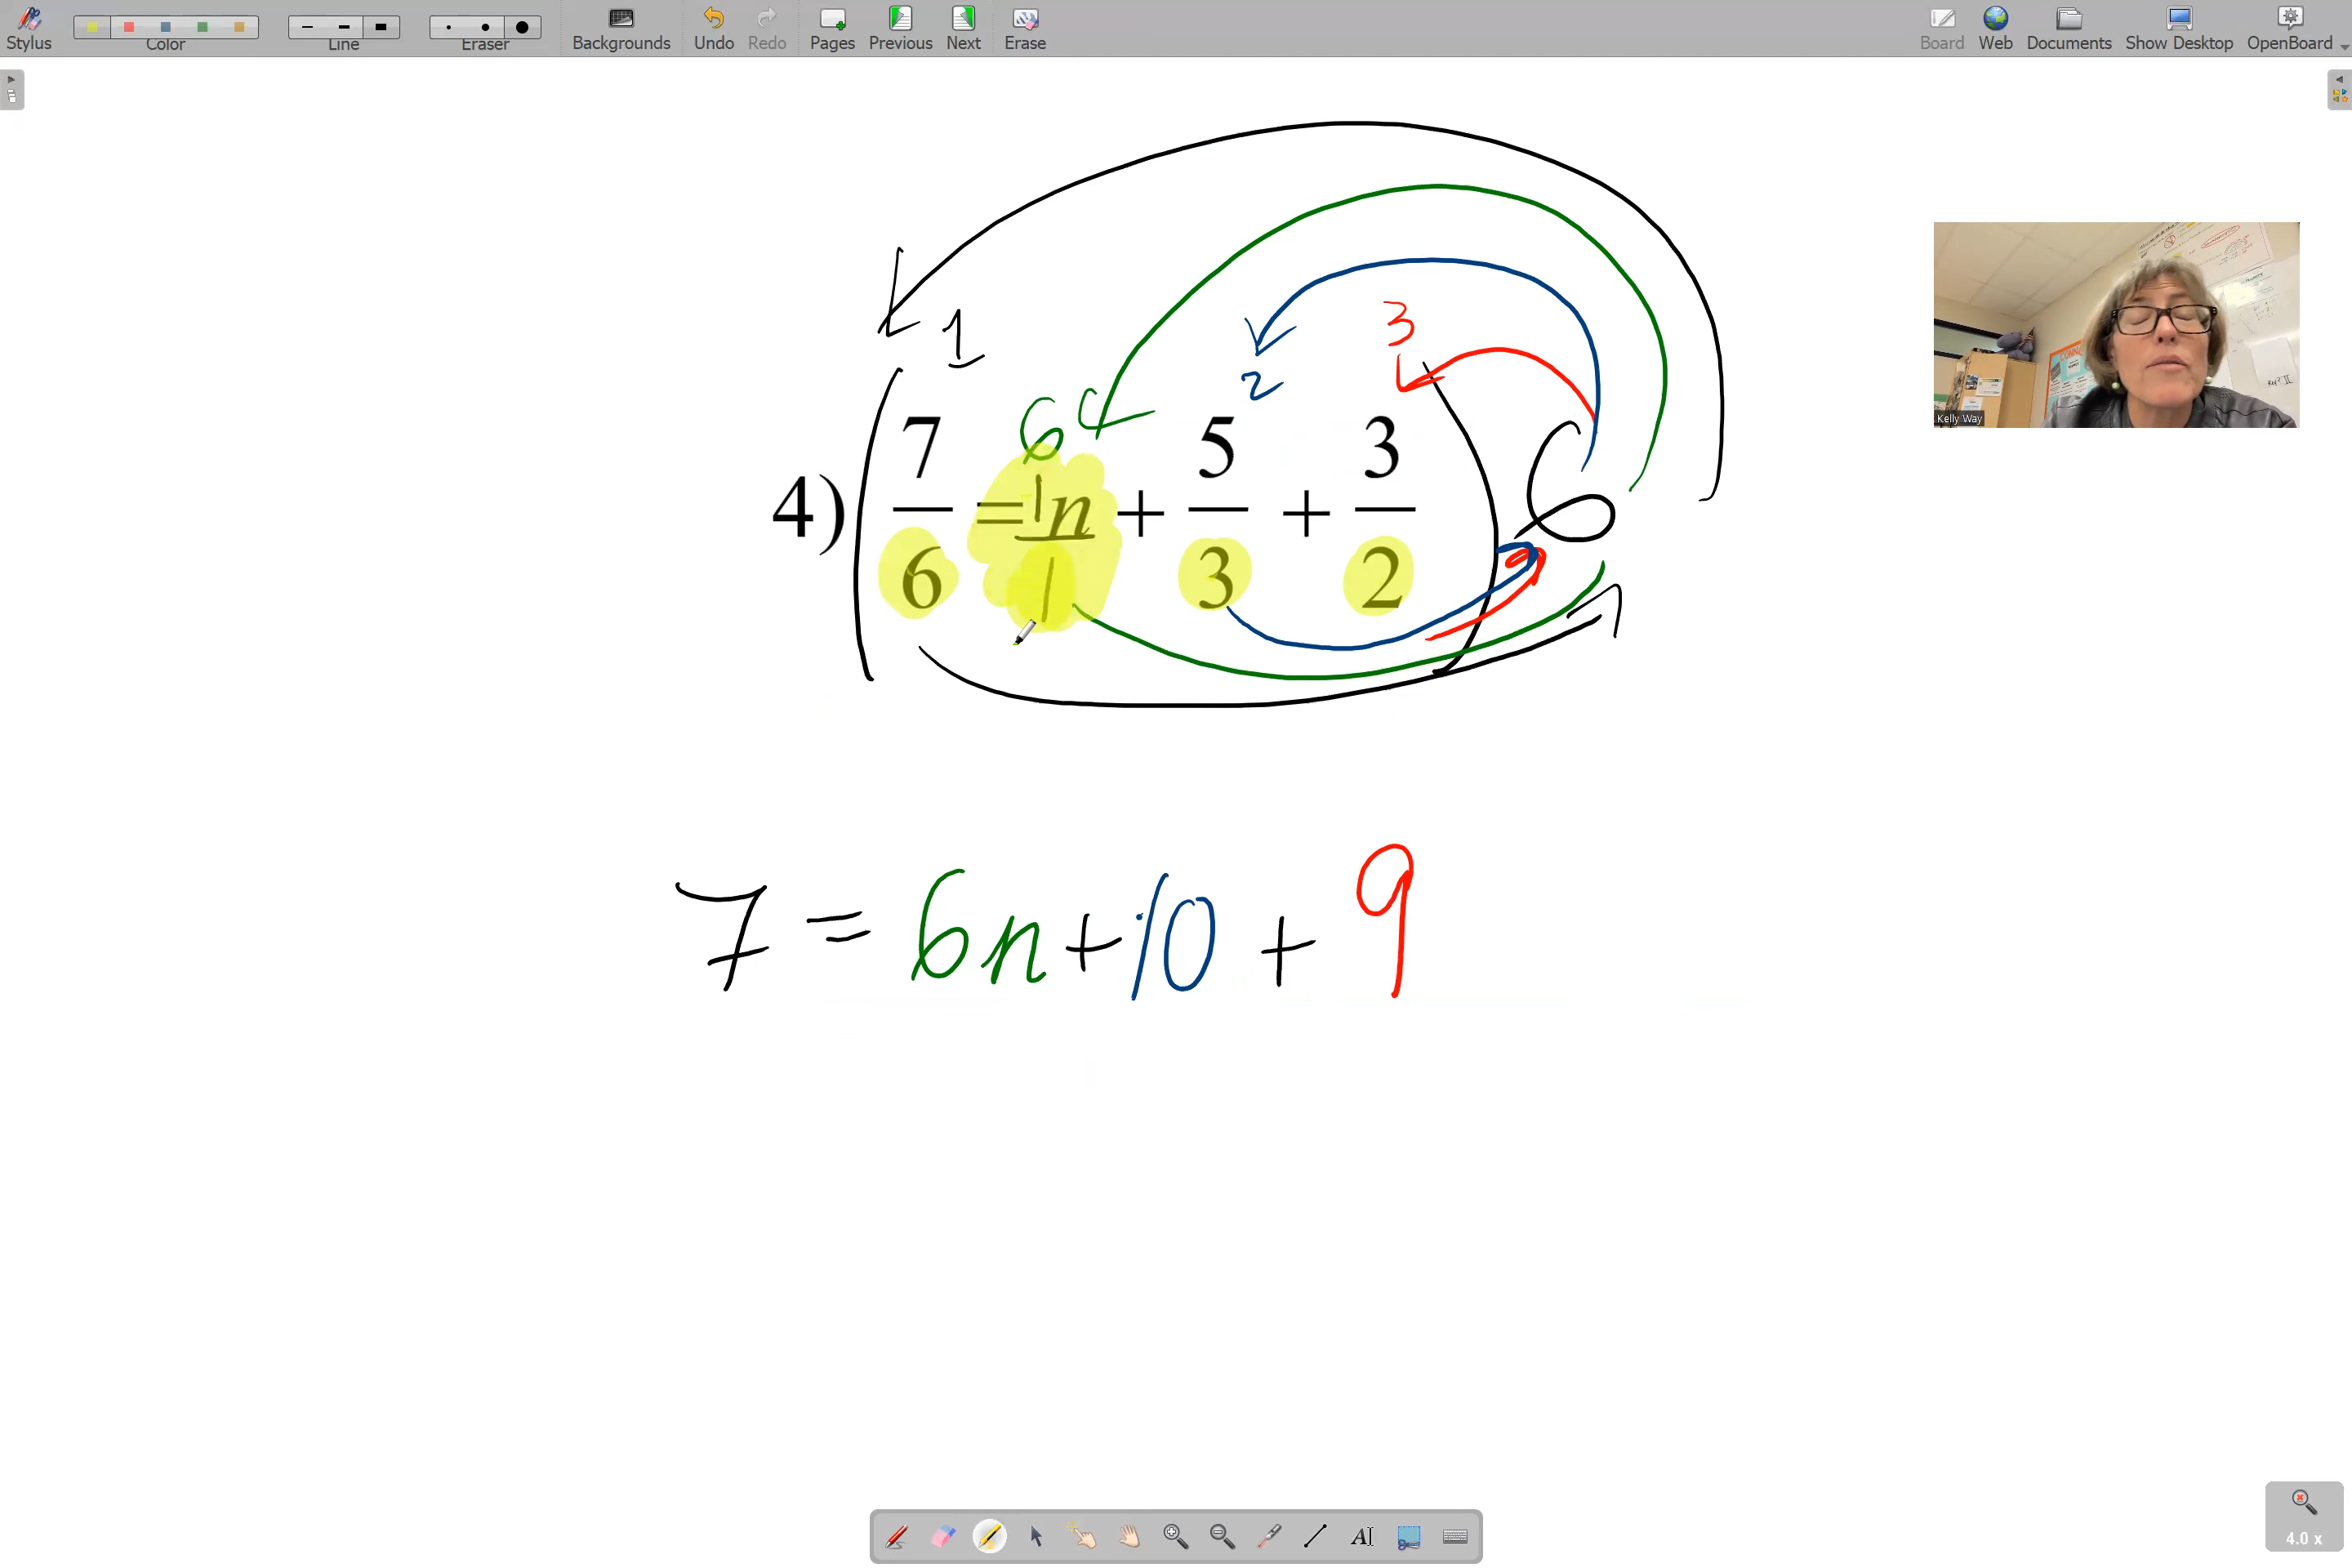 Stylus Color Line Eraser Backgrounds Undo Redo Pages Previous Next Erase Board Web Documents Show Desktop OpenBoard
1
6 2 3
4) ( 7/6 = 1n/1 + 5/3 + 3/2 ) 6
Kelly Way
7 = 6n + 10 + 9
4.0 x